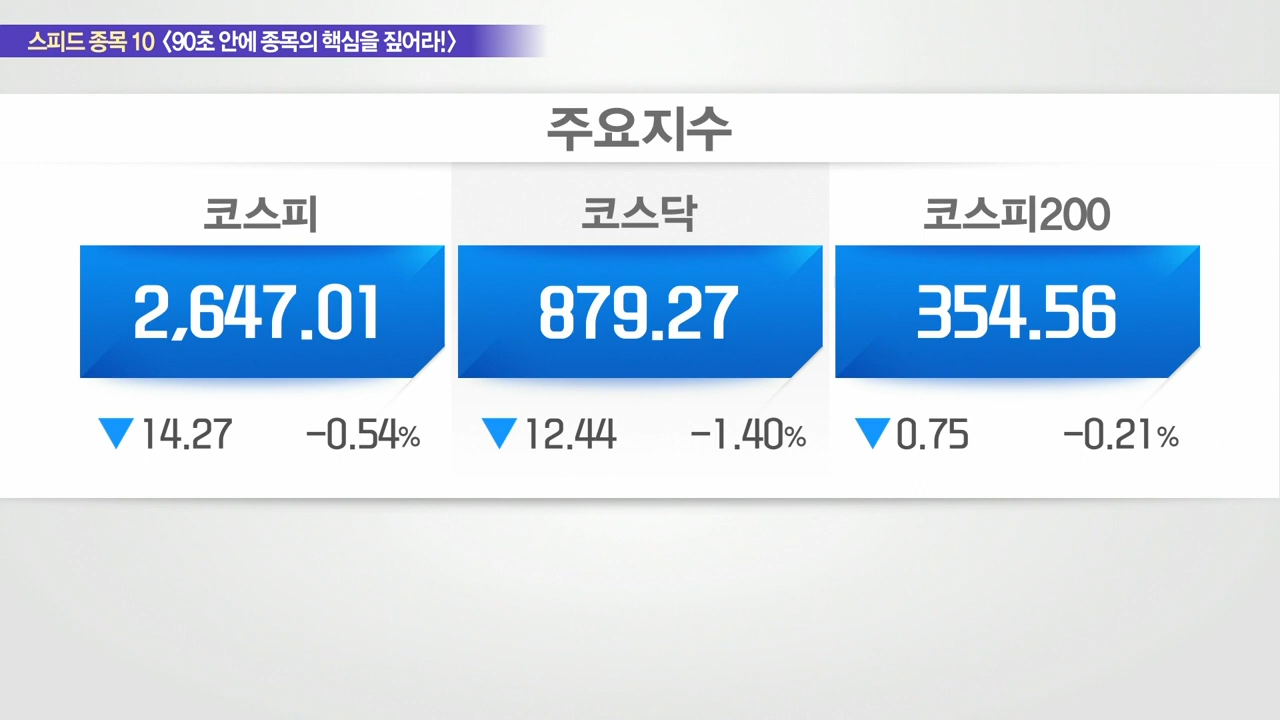 스피드 종목 10 〈90초 안에 종목의 핵심을 짚어라!〉
주요지수
코스피 코스닥 코스피200
2,647.01 879.27 354.56
▼14.27 -0.54% ▼12.44 -1.40% ▼0.75 -0.21%